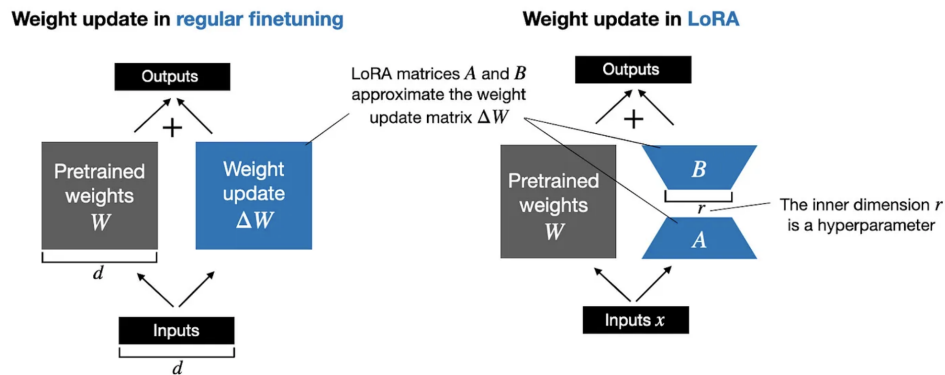 Weight update in regular finetuning
Outputs
+
Pretrained
weights
W
Weight
update
ΔW
d
Inputs
d
LoRA matrices A and B
approximate the weight
update matrix ΔW
Weight update in LoRA
Outputs
+
Pretrained
weights
W
B
r
A
The inner dimension r
is a hyperparameter
Inputs x